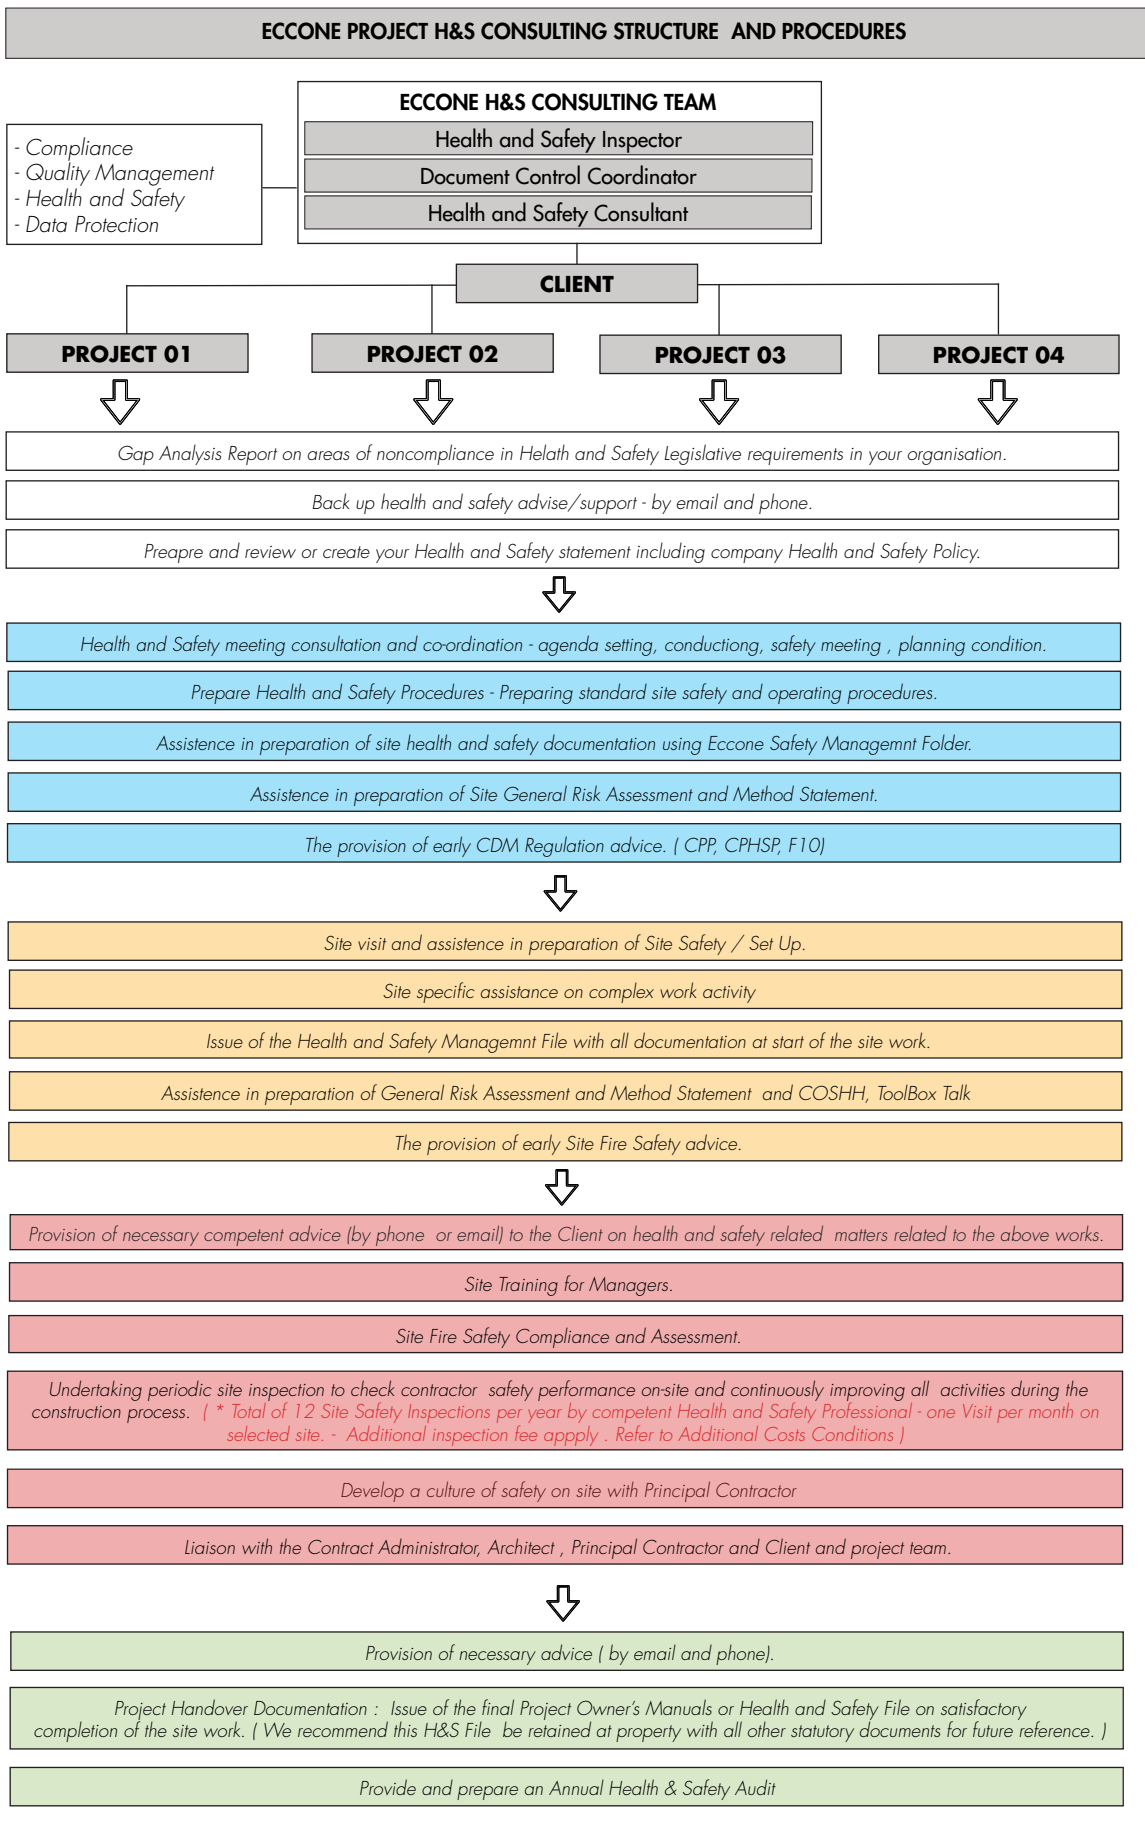 ECCONE PROJECT H&S CONSULTING STRUCTURE AND PROCEDURES
ECCONE H&S CONSULTING TEAM
Health and Safety Inspector
Document Control Coordinator
Health and Safety Consultant
- Compliance
- Quality Management
- Health and Safety
- Data Protection
CLIENT
PROJECT 01
PROJECT 02
PROJECT 03
PROJECT 04
Gap Analysis Report on areas of noncompliance in Helath and Safety Legislative requirements in your organisation.
Back up health and safety advise/support - by email and phone.
Preapre and review or create your Health and Safety statement including company Health and Safety Policy.
Health and Safety meeting consultation and co-ordination - agenda setting, conductiong, safety meeting , planning condition.
Prepare Health and Safety Procedures - Preparing standard site safety and operating procedures.
Assistence in preparation of site health and safety documentation using Eccone Safety Managemnt Folder.
Assistence in preparation of Site General Risk Assessment and Method Statement.
The provision of early CDM Regulation advice. ( CPP, CPHSP, F10)
Site visit and assistence in preparation of Site Safety / Set Up.
Site specific assistance on complex work activity
Issue of the Health and Safety Managemnt File with all documentation at start of the site work.
Assistence in preparation of General Risk Assessment and Method Statement and COSHH, ToolBox Talk
The provision of early Site Fire Safety advice.
Provision of necessary competent advice (by phone or email) to the Client on health and safety related matters related to the above works.
Site Training for Managers.
Site Fire Safety Compliance and Assessment.
Undertaking periodic site inspection to check contractor safety performance on-site and continuously improving all activities during the
construction process. ( * Total of 12 Site Safety Inspections per year by competent Health and Safety Professional - one Visit per month on
selected site. - Additional inspection fee appply . Refer to Additional Costs Conditions )
Develop a culture of safety on site with Principal Contractor
Liaison with the Contract Administrator, Architect , Principal Contractor and Client and project team.
Provision of necessary advice ( by email and phone).
Project Handover Documentation : Issue of the final Project Owner's Manuals or Health and Safety File on satisfactory
completion of the site work. ( We recommend this H&S File be retained at property with all other statutory documents for future reference. )
Provide and prepare an Annual Health & Safety Audit